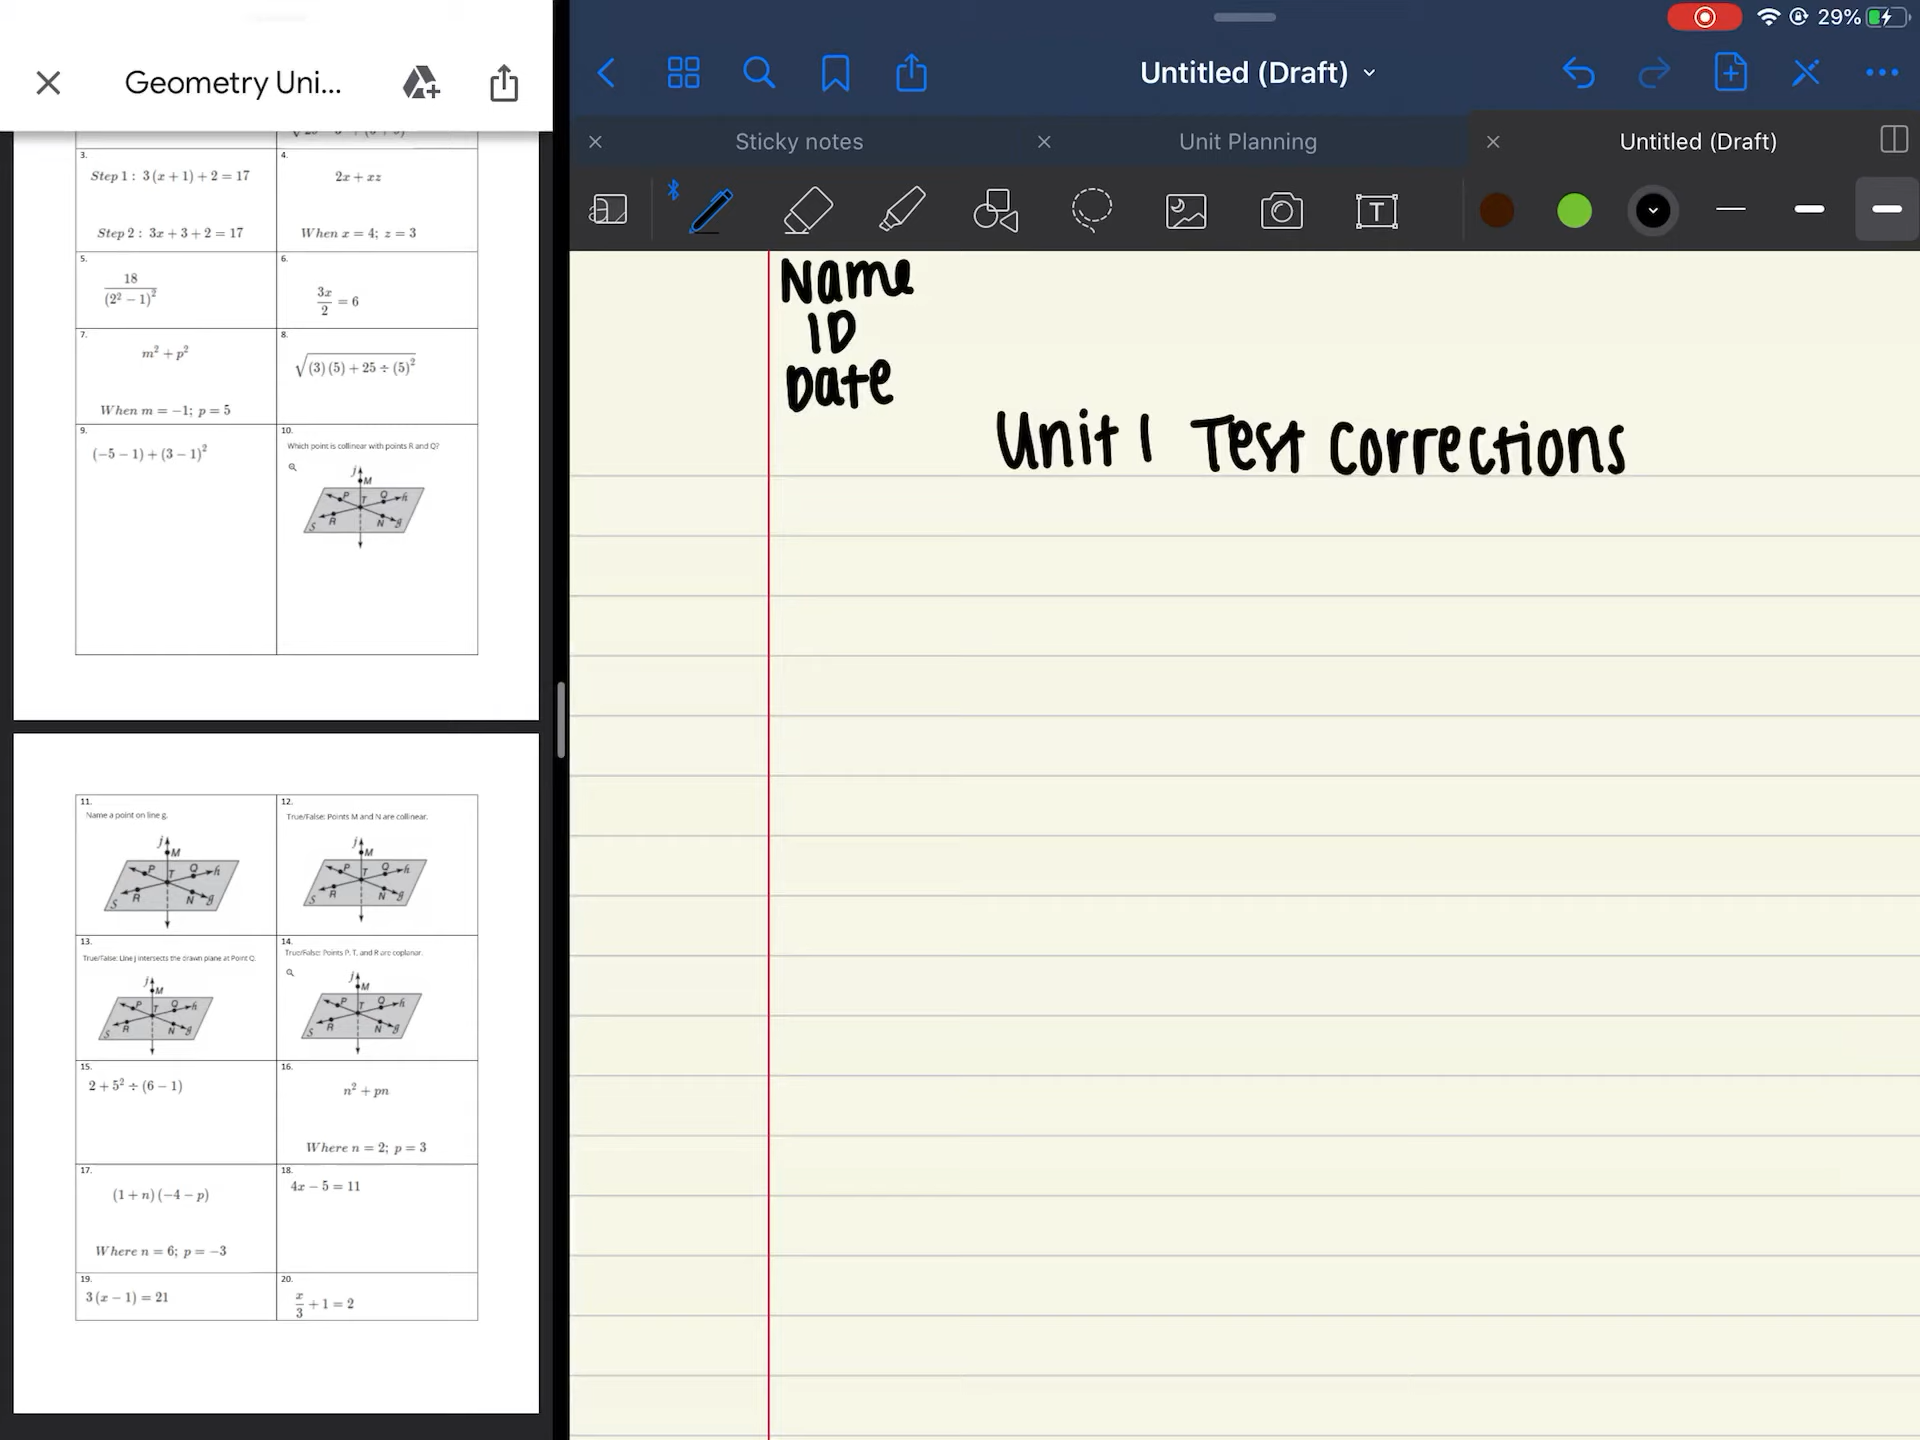 29%
Geometry Uni...
Untitled (Draft)
Sticky notes
Unit Planning
Untitled (Draft)
T
3.
Step 1 : 3(x + 1) + 2 = 17
Step 2 : 3x + 3 + 2 = 17
4.
2x + xz
When x = 4; z = 3
5.
18
(2² − 1)²
6.
3x
2
= 6
7.
m² + p²
When m = −1; p = 5
8.
√(3)(5) + 25 ÷ (5)²
9.
(−5 − 1) + (3 − 1)²
10.
Which point is collinear with points R and Q?
j
M
P T Q h
S R N g
11.
Name a point on line g.
j
M
P T Q h
S R N g
12.
True/False: Points M and N are collinear.
j
M
P T Q h
S R N g
13.
True/False: Line j intersects the drawn plane at Point Q.
j
M
P T Q h
S R N g
14.
True/False: Points P, T, and R are coplanar.
j
M
P T Q h
S R N g
15.
2 + 5² ÷ (6 − 1)
16.
n² + pn
Where n = 2; p = 3
17.
(1 + n)(−4 − p)
Where n = 6; p = −3
18.
4x − 5 = 11
19.
3(x − 1) = 21
20.
x
3
+ 1 = 2
Name
ID
Date
Unit 1 Test Corrections